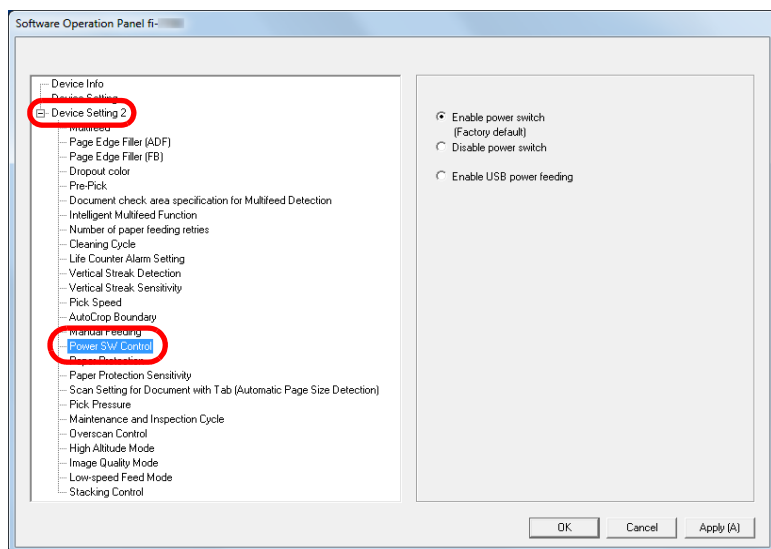 Software Operation Panel fi-
Device Info
Device Setting
Device Setting 2
Multifeed
Page Edge Filler (ADF)
Page Edge Filler (FB)
Dropout color
Pre-Pick
Document check area specification for Multifeed Detection
Intelligent Multifeed Function
Number of paper feeding retries
Cleaning Cycle
Life Counter Alarm Setting
Vertical Streak Detection
Vertical Streak Sensitivity
Pick Speed
AutoCrop Boundary
Manual Feeding
Power SW Control
Paper Protection
Paper Protection Sensitivity
Scan Setting for Document with Tab (Automatic Page Size Detection)
Pick Pressure
Maintenance and Inspection Cycle
Overscan Control
High Altitude Mode
Image Quality Mode
Low-speed Feed Mode
Stacking Control
Enable power switch
(Factory default)
Disable power switch
Enable USB power feeding
OK
Cancel
Apply (A)